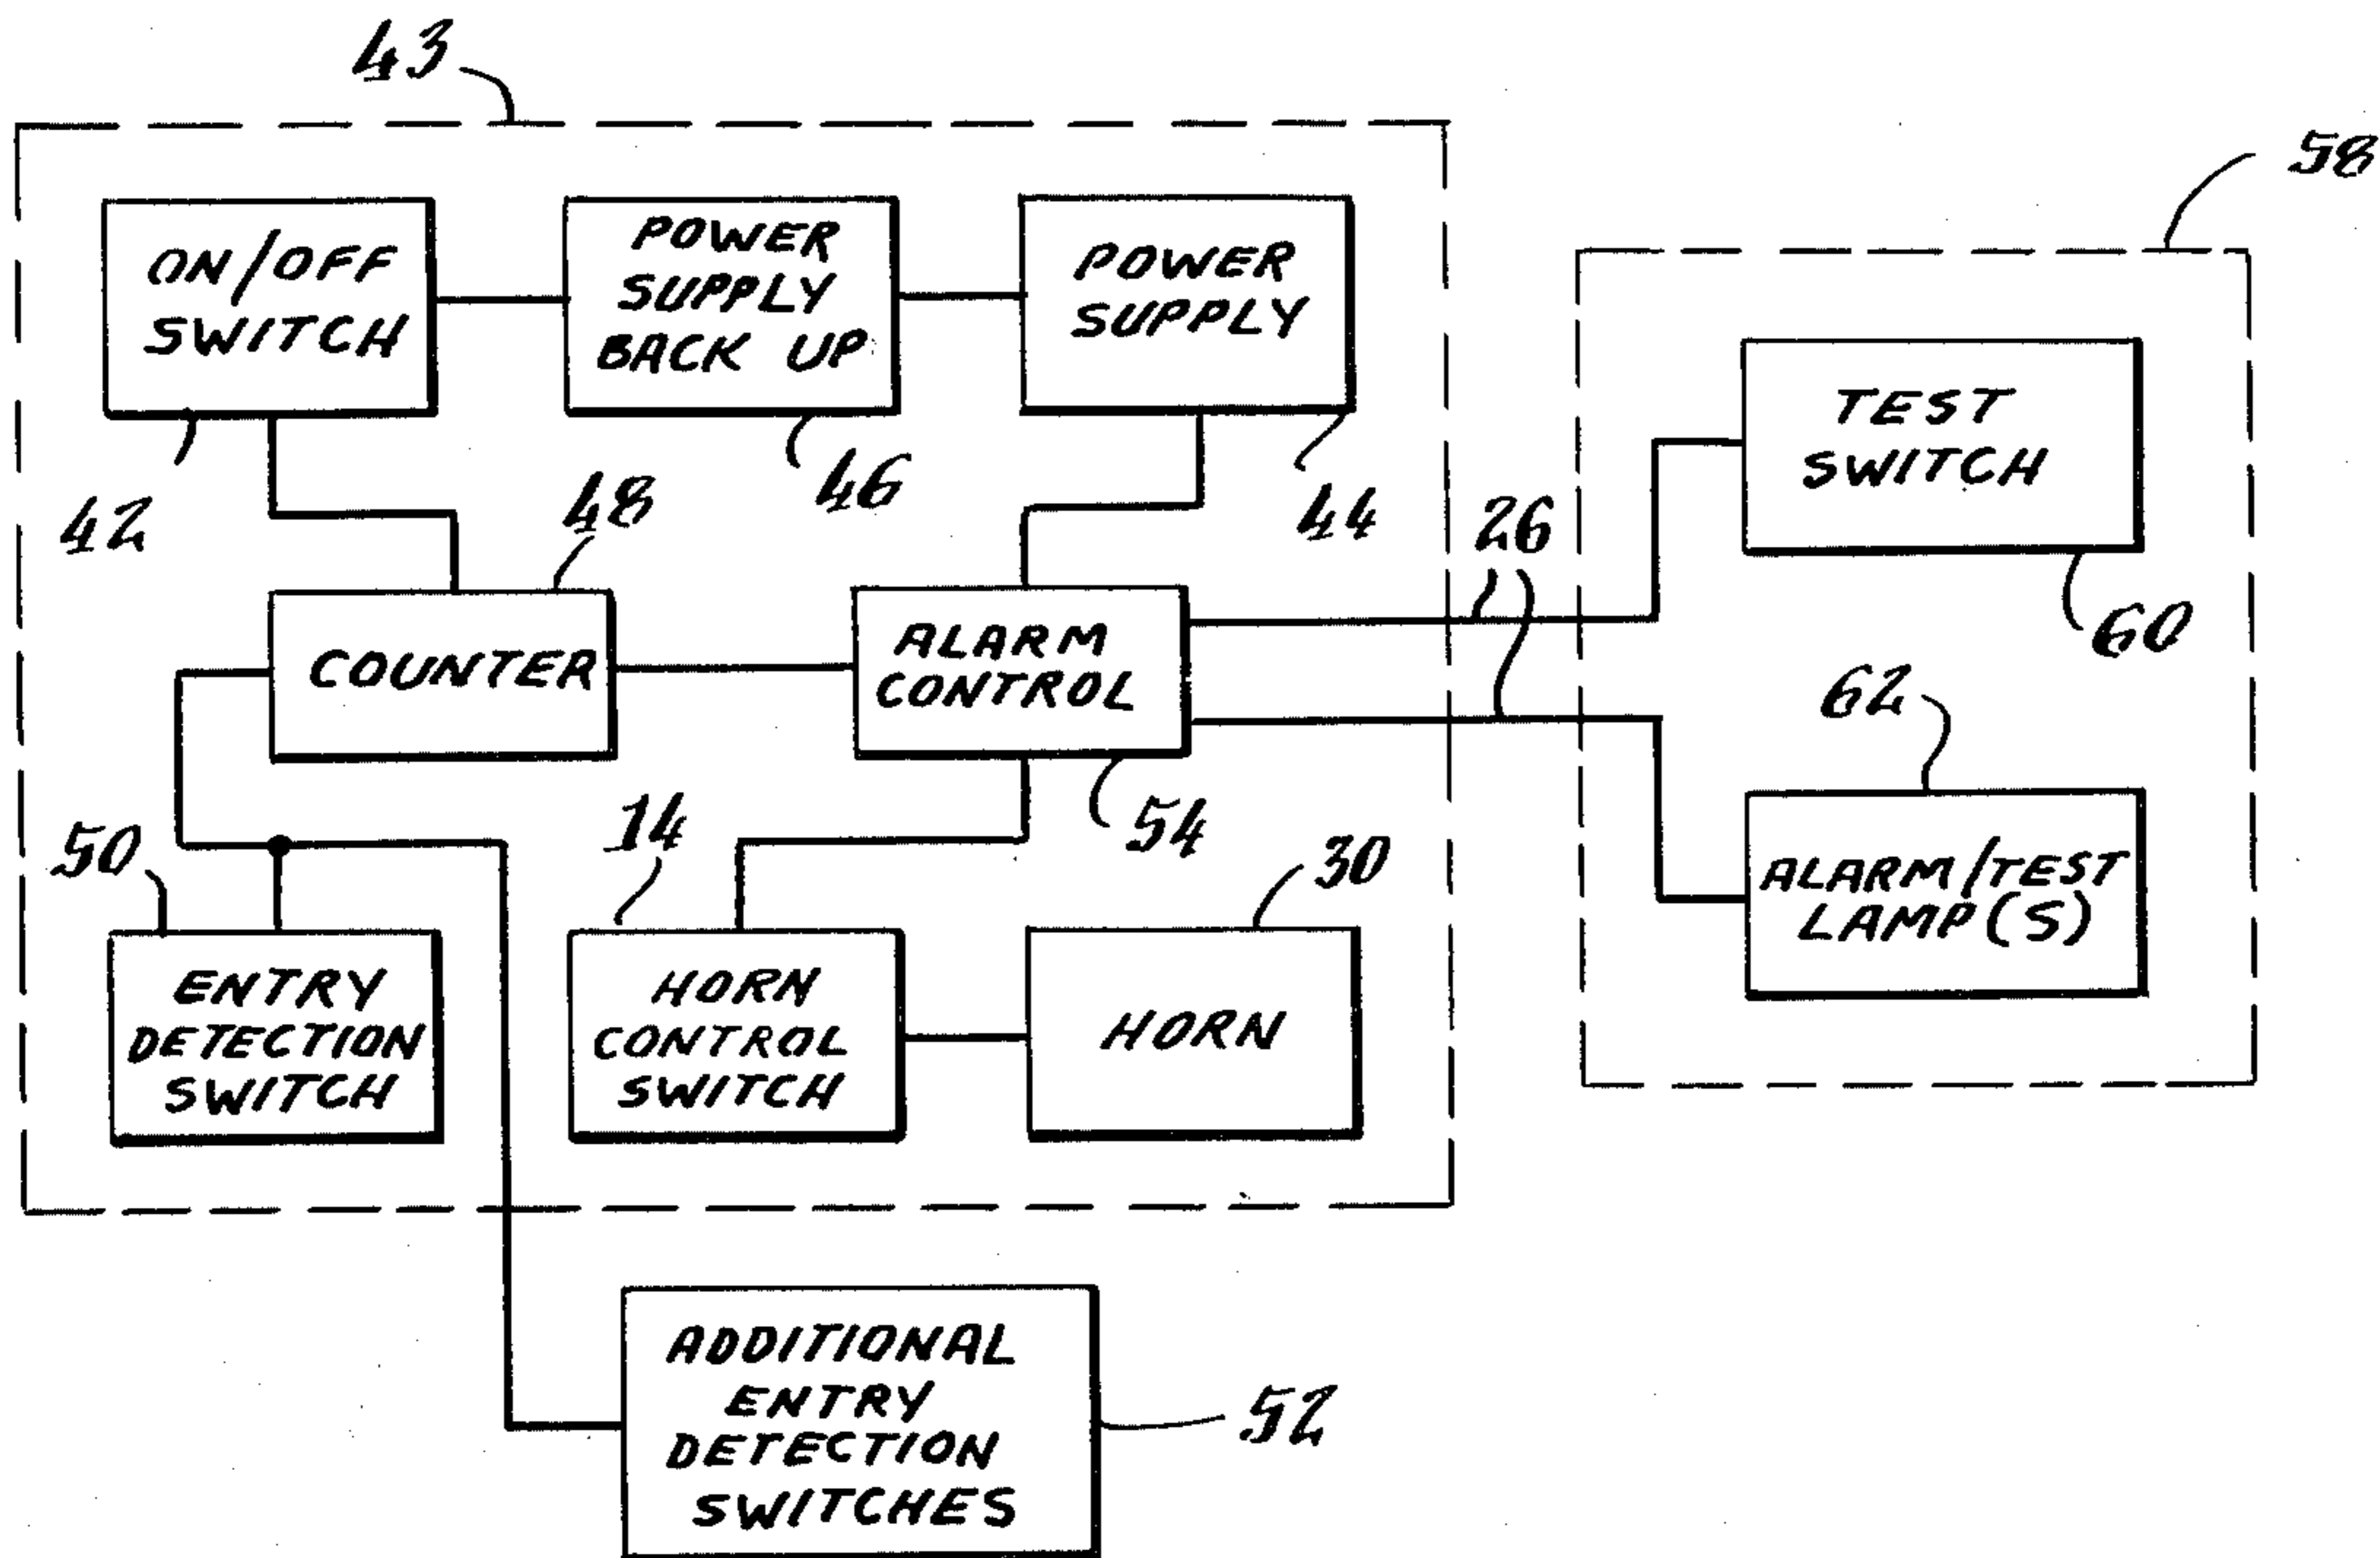 43
58
ON/OFF
SWITCH
POWER
SUPPLY
BACK UP
POWER
SUPPLY
TEST
SWITCH
42
46
44
48
26
60
COUNTER
ALARM
CONTROL
62
50
14
54
30
ALARM/TEST
LAMP(S)
ENTRY
DETECTION
SWITCH
HORN
CONTROL
SWITCH
HORN
ADDITIONAL
ENTRY
DETECTION
SWITCHES
52